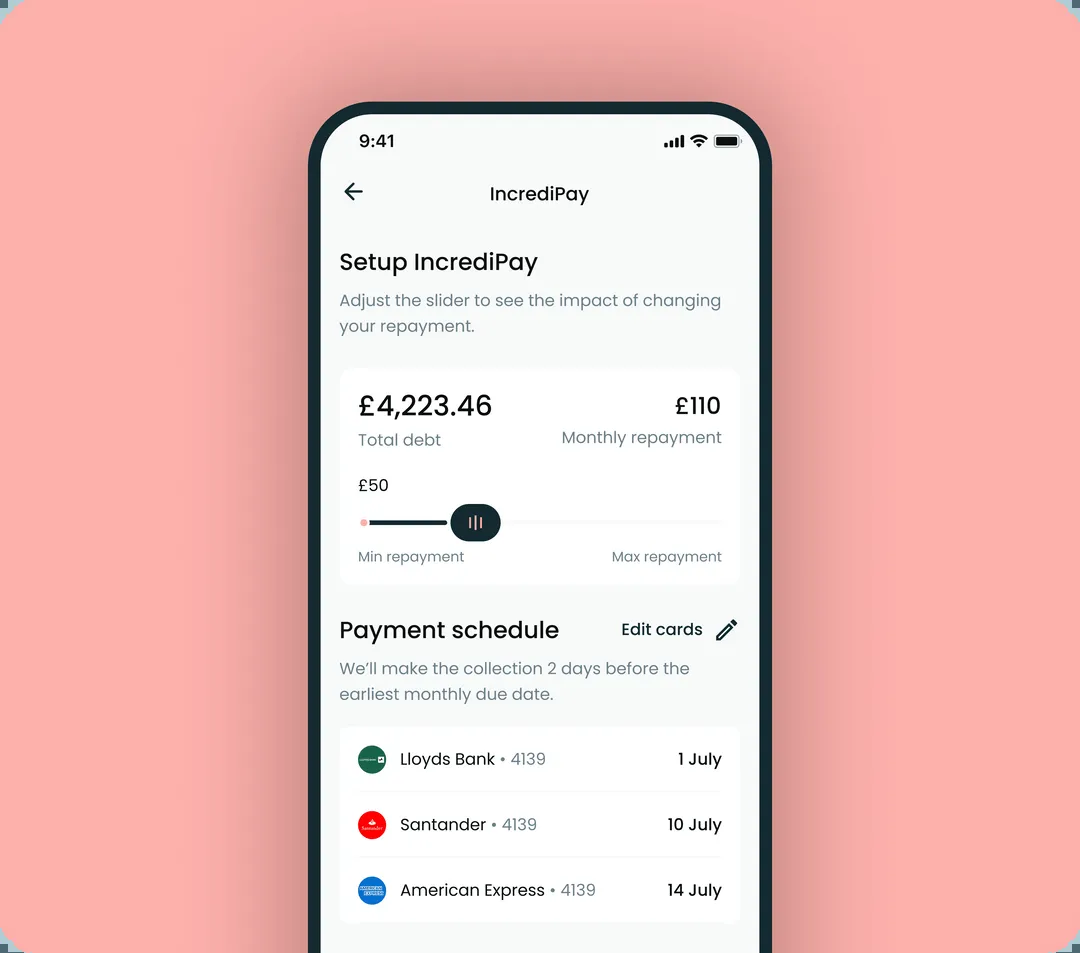 9:41
IncrediPay
Setup IncrediPay
Adjust the slider to see the impact of changing
your repayment.
£4,223.46
£110
Total debt
Monthly repayment
£50
Min repayment
Max repayment
Payment schedule
Edit cards
We’ll make the collection 2 days before the
earliest monthly due date.
Lloyds Bank • 4139
1 July
Santander • 4139
10 July
American Express • 4139
14 July